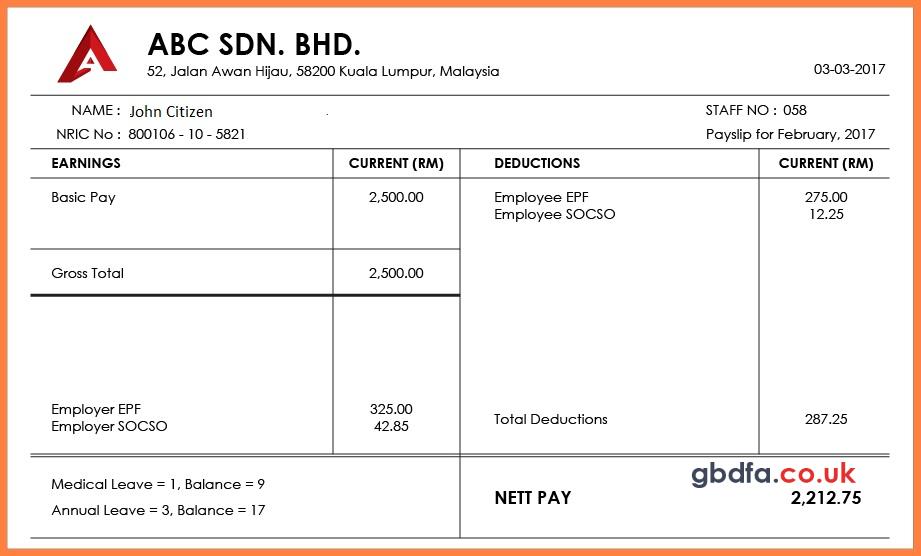 ABC SDN. BHD.
52, Jalan Awan Hijau, 58200 Kuala Lumpur, Malaysia
03-03-2017
NAME : John Citizen
STAFF NO : 058
NRIC No : 800106 - 10 - 5821
Payslip for February, 2017
EARNINGS CURRENT (RM) DEDUCTIONS CURRENT (RM)
Basic Pay 2,500.00 Employee EPF 275.00
Employee SOCSO 12.25
Gross Total 2,500.00
Employer EPF 325.00
Employer SOCSO 42.85
Total Deductions 287.25
Medical Leave = 1, Balance = 9
Annual Leave = 3, Balance = 17
gbdfa.co.uk
NETT PAY 2,212.75